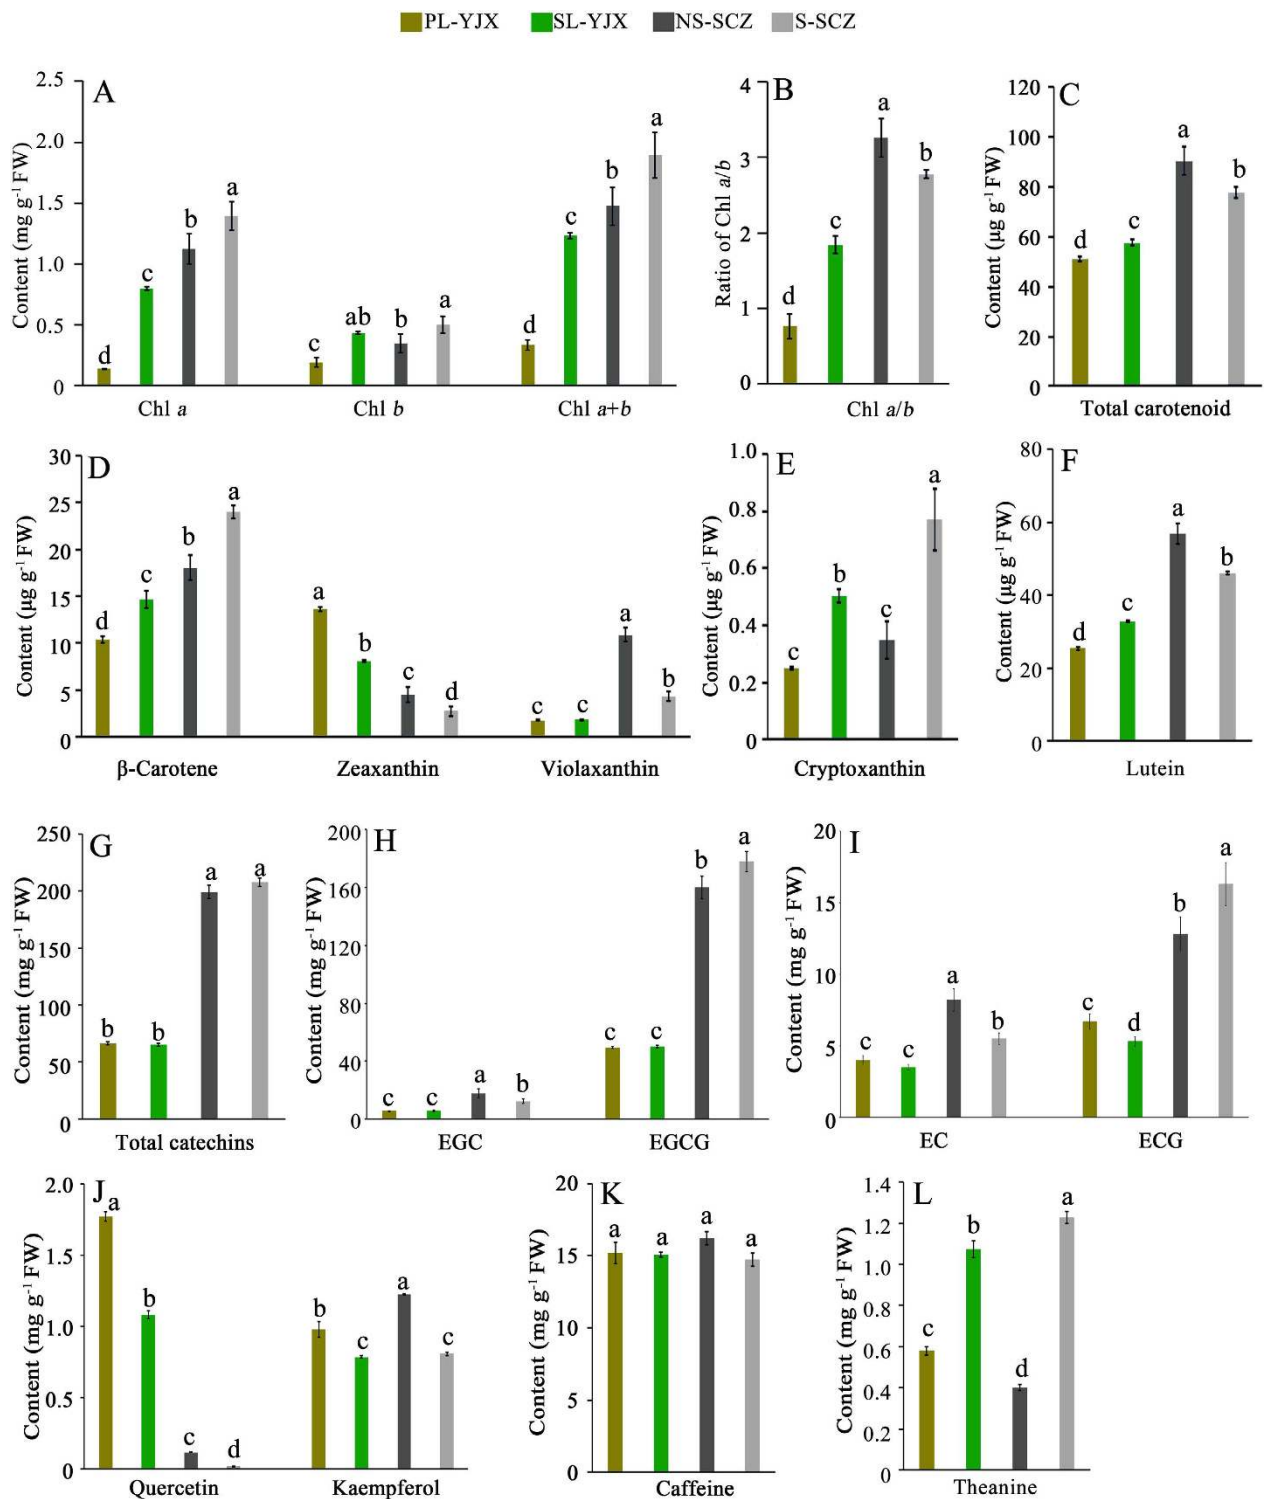 PL-YJX SL-YJX NS-SCZ S-SCZ
A
Content (mg g-1 FW)
2.5
2.0
1.5
1.0
0.5
0
d c b a
c ab b a
d c b a
Chl a Chl b Chl a+b
B
Ratio of Chl a/b
4
3
2
1
0
d c a b
Chl a/b
C
Content (μg g-1 FW)
120
100
80
60
40
20
0
d c a b
Total carotenoid
D
Content (μg g-1 FW)
30
25
20
15
10
5
0
d c b a
a b c d
c c a b
β-Carotene Zeaxanthin Violaxanthin
E
Content (μg g-1 FW)
1.0
0.8
0.6
0.4
0.2
0
c b c a
Cryptoxanthin
F
Content (μg g-1 FW)
80
60
40
20
0
d c a b
Lutein
G
Content (mg g-1 FW)
250
200
150
100
50
0
b b a a
Total catechins
H
Content (mg g-1 FW)
200
160
120
80
40
0
c c a b
c c b a
EGC EGCG
I
Content (mg g-1 FW)
20
15
10
5
0
c c a b
c d b a
EC ECG
J
Content (mg g-1 FW)
2.0
1.5
1.0
0.5
0
a b c d
b c a c
Quercetin Kaempferol
K
Content (mg g-1 FW)
20
15
10
5
0
a a a a
Caffeine
L
Content (mg g-1 FW)
1.4
1.2
1.0
0.8
0.6
0.4
0.2
0
c b d a
Theanine